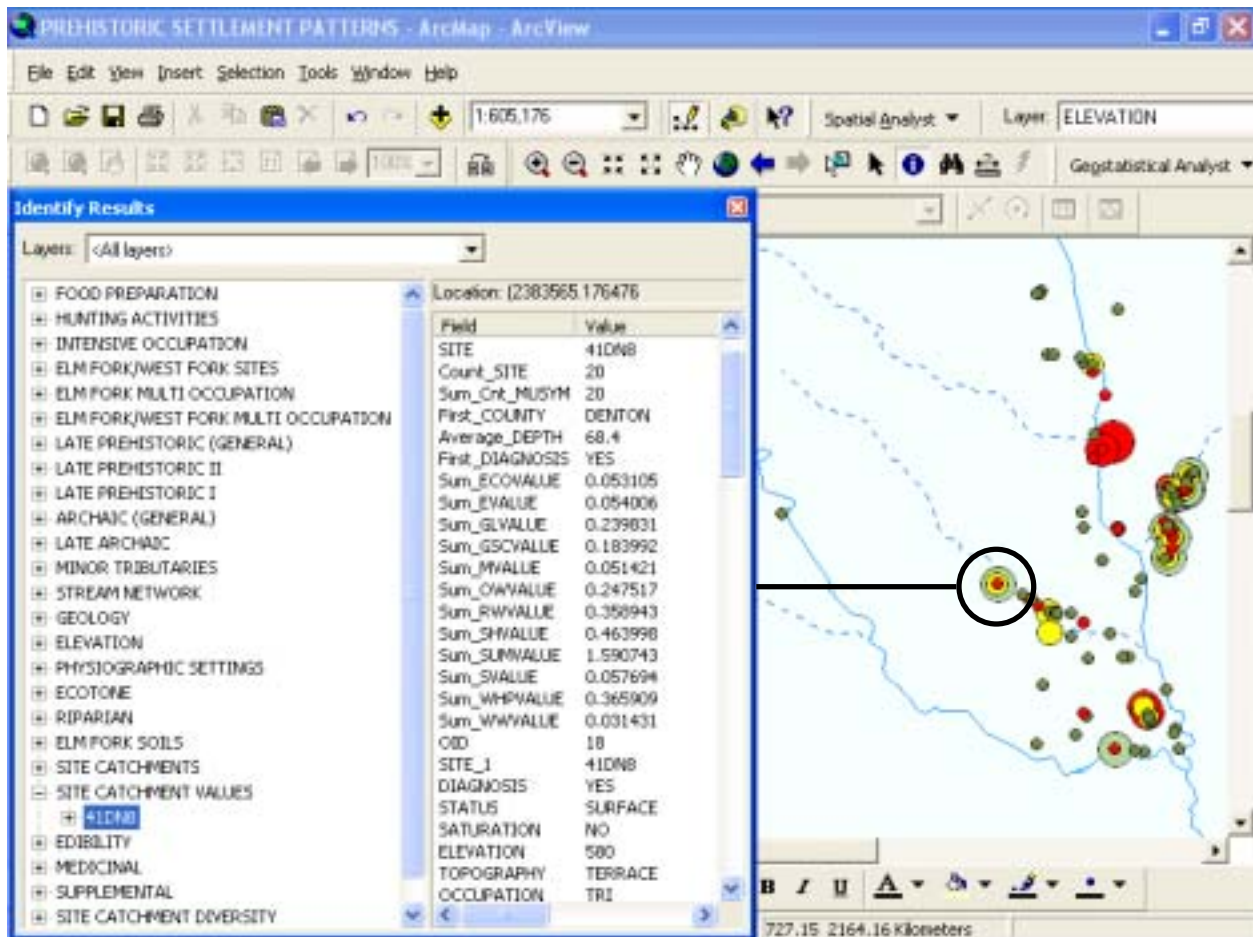 PREHISTORIC SETTLEMENT PATTERNS - ArcMap - ArcView
File Edit View Insert Selection Tools Window Help
1:605,176 Spatial Analyst Layer: ELEVATION
100% Geostatistical Analyst
Identify Results
Layers: <All layers>
Location: (2383565.176476
FOOD PREPARATION
HUNTING ACTIVITIES
INTENSIVE OCCUPATION
ELM FORK/WEST FORK SITES
ELM FORK MULTI OCCUPATION
ELM FORK/WEST FORK MULTI OCCUPATION
LATE PREHISTORIC (GENERAL)
LATE PREHISTORIC II
LATE PREHISTORIC I
ARCHAIC (GENERAL)
LATE ARCHAIC
MINOR TRIBUTARIES
STREAM NETWORK
GEOLOGY
ELEVATION
PHYSIOGRAPHIC SETTINGS
ECOTONE
RIPARIAN
ELM FORK SOILS
SITE CATCHMENTS
SITE CATCHMENT VALUES
41DN8
EDIBILITY
MEDICINAL
SUPPLEMENTAL
SITE CATCHMENT DIVERSITY
Field Value
SITE 41DN8
Count_SITE 20
Sum_Cnt_MUSYM 20
First_COUNTY DENTON
Average_DEPTH 68.4
First_DIAGNOSIS YES
Sum_ECOVALUE 0.053105
Sum_EVALUE 0.054006
Sum_GLVALUE 0.239831
Sum_GSCVALUE 0.183992
Sum_MVALUE 0.051421
Sum_OWVALUE 0.247517
Sum_RWVALUE 0.358943
Sum_SHVALUE 0.463998
Sum_SUMVALUE 1.590743
Sum_SVALUE 0.057694
Sum_WHPVALUE 0.365909
Sum_WWVALUE 0.031431
OID 18
SITE_1 41DN8
DIAGNOSIS YES
STATUS SURFACE
SATURATION NO
ELEVATION 580
TOPOGRAPHY TERRACE
OCCUPATION TRI
B I U A
727.15 2164.16 Kilometers